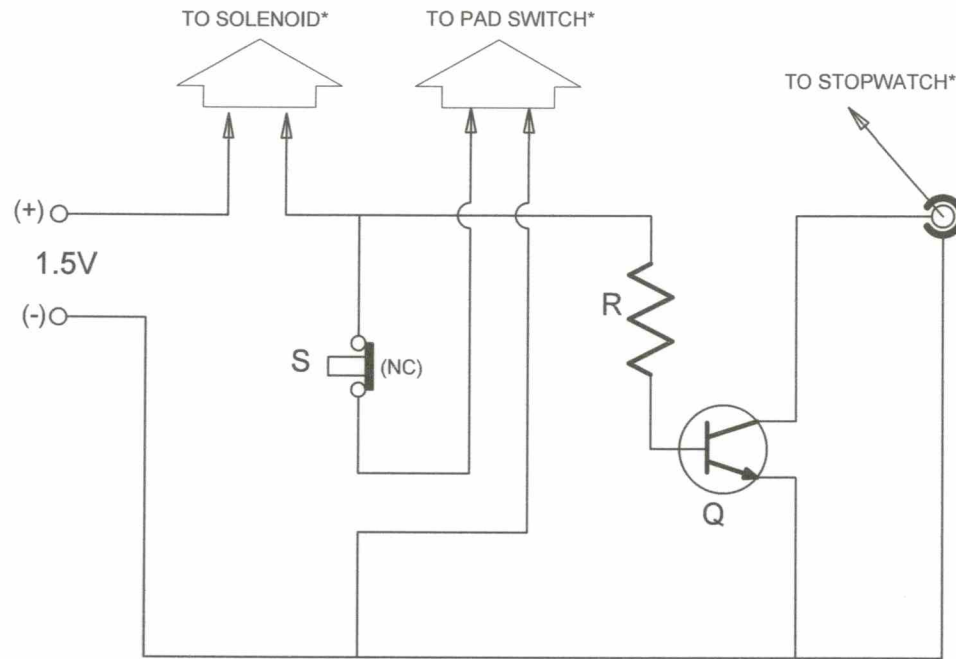 TO SOLENOID*
TO PAD SWITCH*
TO STOPWATCH*
(+)
1.5V
(-)
S
(NC)
R
Q